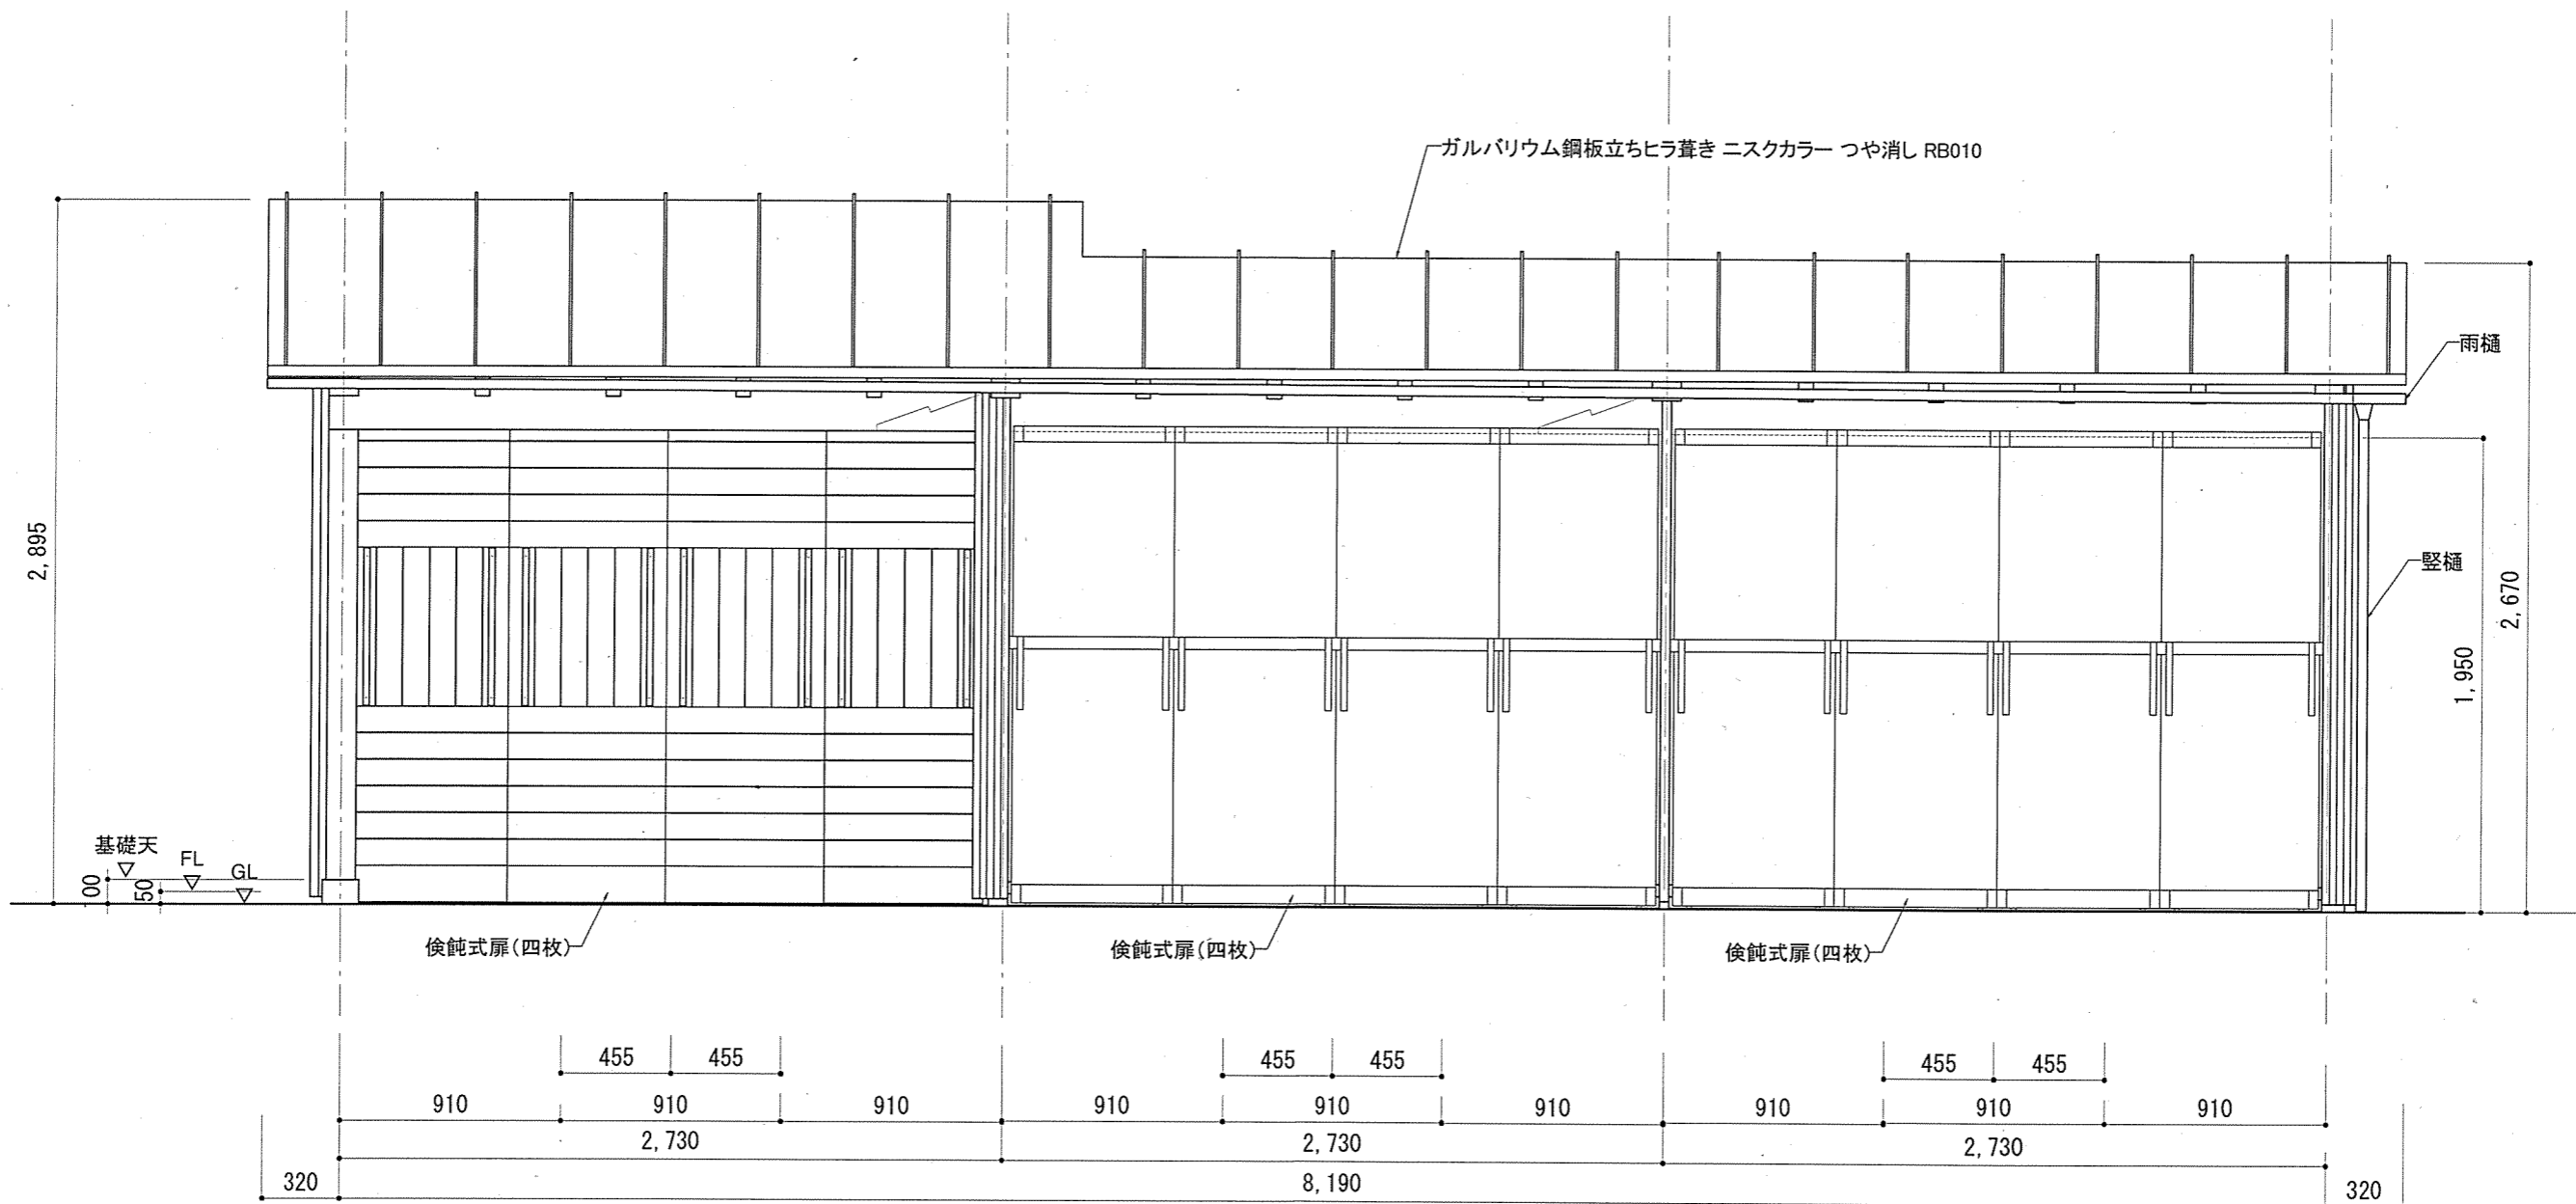 ガルバリウム鋼板立ちヒラ葺き ニスクカラー つや消し RB010
雨樋
2,895
竪樋
2,670
1,950
基礎天
FL
GL
00
50
倹飩式扉(四枚)
倹飩式扉(四枚)
倹飩式扉(四枚)
455 455 455 455 455 455
910 910 910 910 910 910 910 910 910
2,730 2,730 2,730
320 8,190 320